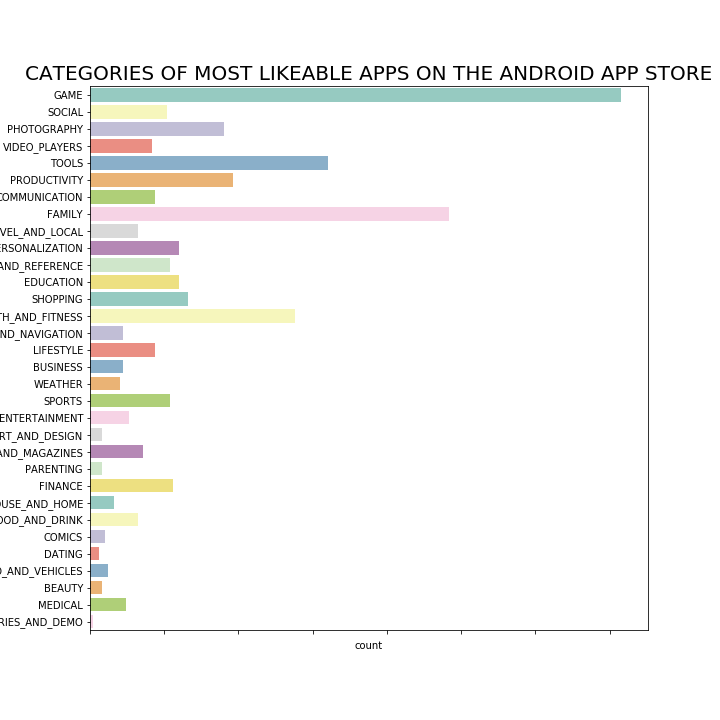 CATEGORIES OF MOST LIKEABLE APPS ON THE ANDROID APP STORE
GAME
SOCIAL
PHOTOGRAPHY
VIDEO_PLAYERS
TOOLS
PRODUCTIVITY
COMMUNICATION
FAMILY
VEL_AND_LOCAL
ERSONALIZATION
AND_REFERENCE
EDUCATION
SHOPPING
TH_AND_FITNESS
ND_NAVIGATION
LIFESTYLE
BUSINESS
WEATHER
SPORTS
ENTERTAINMENT
RT_AND_DESIGN
AND_MAGAZINES
PARENTING
FINANCE
OUSE_AND_HOME
OOD_AND_DRINK
COMICS
DATING
O_AND_VEHICLES
BEAUTY
MEDICAL
RIES_AND_DEMO
count